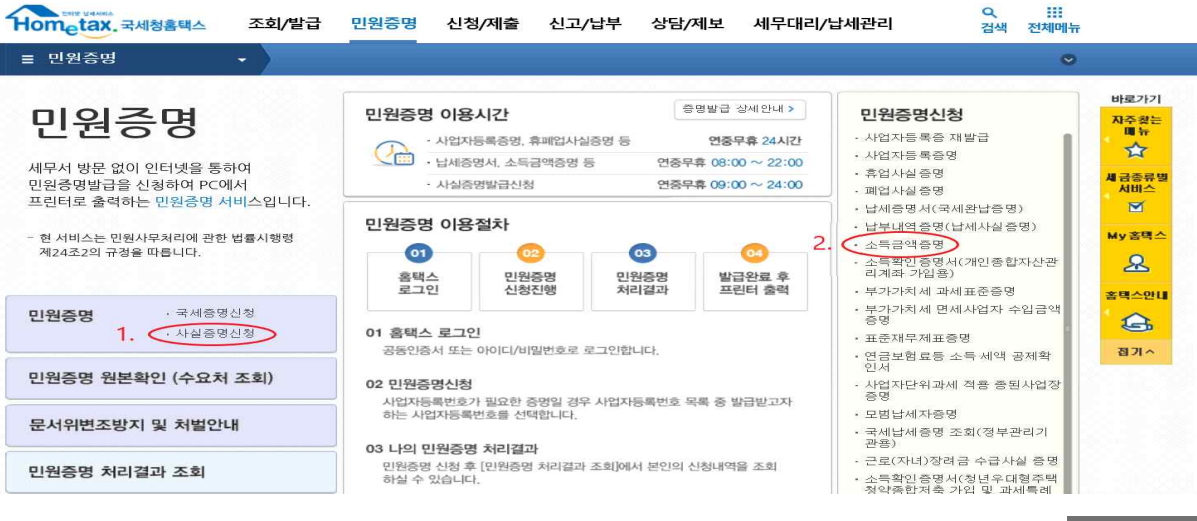 인터넷 납세서비스
Hometax. 국세청홈택스
조회/발급
민원증명
신청/제출
신고/납부
상담/제보
세무대리/납세관리
검색
전체메뉴
민원증명
민원증명
세무서 방문 없이 인터넷을 통하여
민원증명발급을 신청하여 PC에서
프린터로 출력하는 민원증명 서비스입니다.
- 현 서비스는 민원사무처리에 관한 법률시행령
제24조2의 규정을 따릅니다.
민원증명
· 국세증명신청
1. · 사실증명신청
민원증명 원본확인 (수요처 조회)
문서위변조방지 및 처벌안내
민원증명 처리결과 조회
민원증명 이용시간
증명발급 상세안내 >
· 사업자등록증명, 휴폐업사실증명 등 연중무휴 24시간
· 납세증명서, 소득금액증명 등 연중무휴 08:00 ~ 22:00
· 사실증명발급신청 연중무휴 09:00 ~ 24:00
민원증명 이용절차
01
홈택스
로그인
02
민원증명
신청진행
03
민원증명
처리결과
04
발급완료 후
프린터 출력
01 홈택스 로그인
공동인증서 또는 아이디/비밀번호로 로그인합니다.
02 민원증명신청
사업자등록번호가 필요한 증명일 경우 사업자등록번호 목록 중 발급받고자
하는 사업자등록번호를 선택합니다.
03 나의 민원증명 처리결과
민원증명 신청 후 [민원증명 처리결과 조회]에서 본인의 신청내역을 조회
하실 수 있습니다.
민원증명신청
· 사업자등록증 재발급
· 사업자등록증명
· 휴업사실증명
· 폐업사실증명
· 납세증명서(국세완납증명)
· 납부내역증명(납세사실증명)
2. · 소득금액증명
· 소득확인증명서(개인종합자산관
리계좌 가입용)
· 부가가치세 과세표준증명
· 부가가치세 면세사업자 수입금액
증명
· 표준재무제표증명
· 연금보험료등 소득 세액 공제확
인서
· 사업자단위과세 적용 종된사업장
증명
· 모범납세자증명
· 국세납세증명 조회(정부관리기
관용)
· 근로(자녀)장려금 수급사실 증명
· 소득확인증명서(청년우대형주택
청약종합저축 가입 및 과세특례
바로가기
자주찾는
메뉴
세금종류별
서비스
My홈택스
홈택스안내
접기